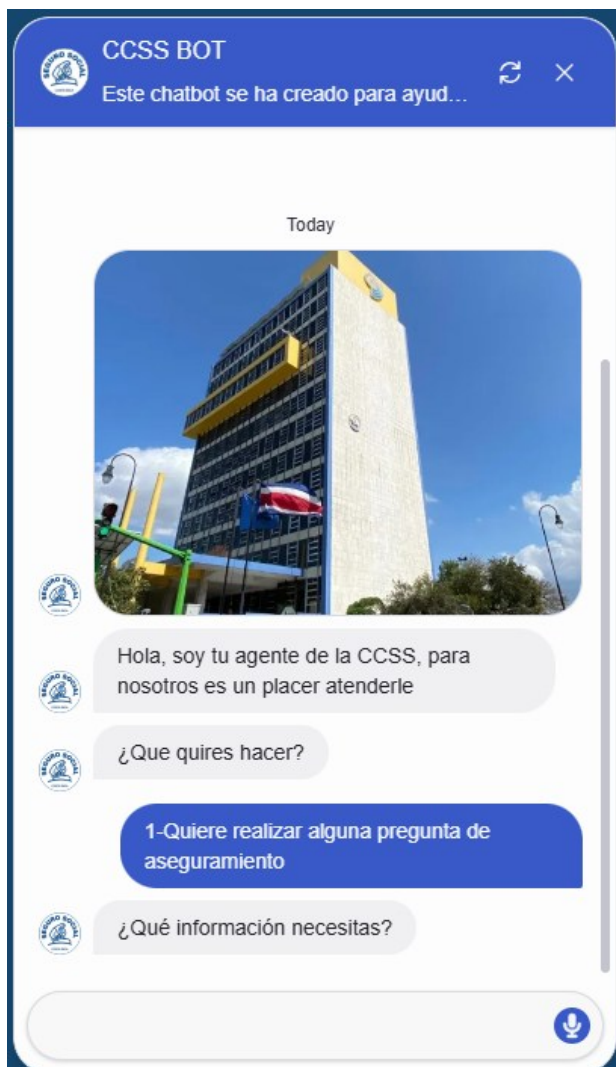 CCSS BOT
Este chatbot se ha creado para ayud...
Today
Hola, soy tu agente de la CCSS, para
nosotros es un placer atenderle
¿Que quires hacer?
1-Quiere realizar alguna pregunta de
aseguramiento
¿Qué información necesitas?